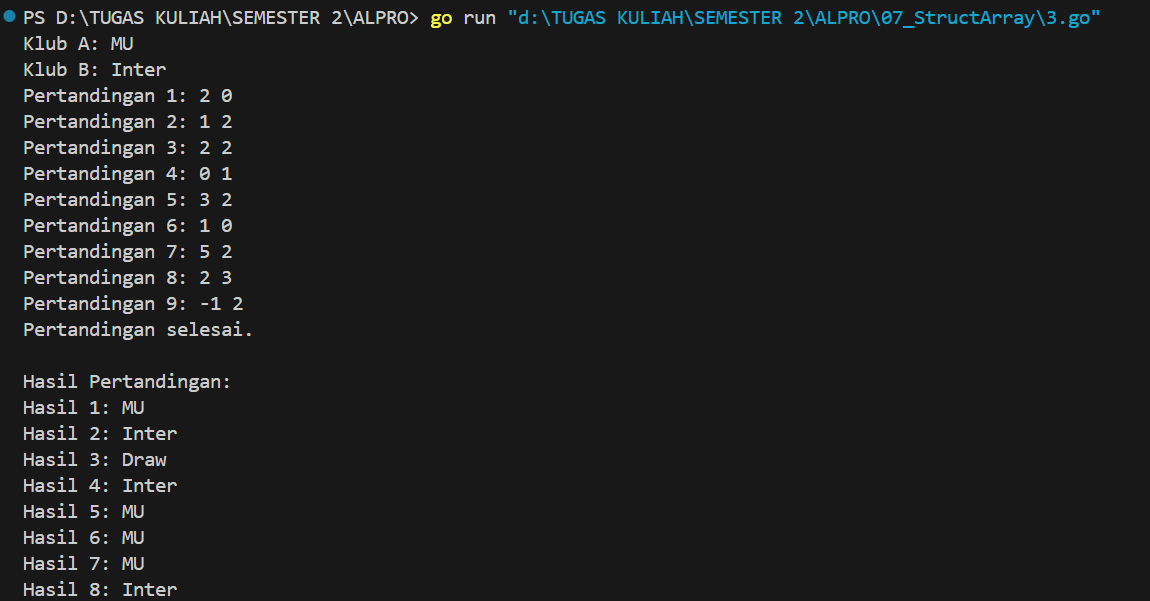 PS D:\TUGAS KULIAH\SEMESTER 2\ALPRO> go run "d:\TUGAS KULIAH\SEMESTER 2\ALPRO\07_StructArray\3.go"
Klub A: MU
Klub B: Inter
Pertandingan 1: 2 0
Pertandingan 2: 1 2
Pertandingan 3: 2 2
Pertandingan 4: 0 1
Pertandingan 5: 3 2
Pertandingan 6: 1 0
Pertandingan 7: 5 2
Pertandingan 8: 2 3
Pertandingan 9: -1 2
Pertandingan selesai.

Hasil Pertandingan:
Hasil 1: MU
Hasil 2: Inter
Hasil 3: Draw
Hasil 4: Inter
Hasil 5: MU
Hasil 6: MU
Hasil 7: MU
Hasil 8: Inter